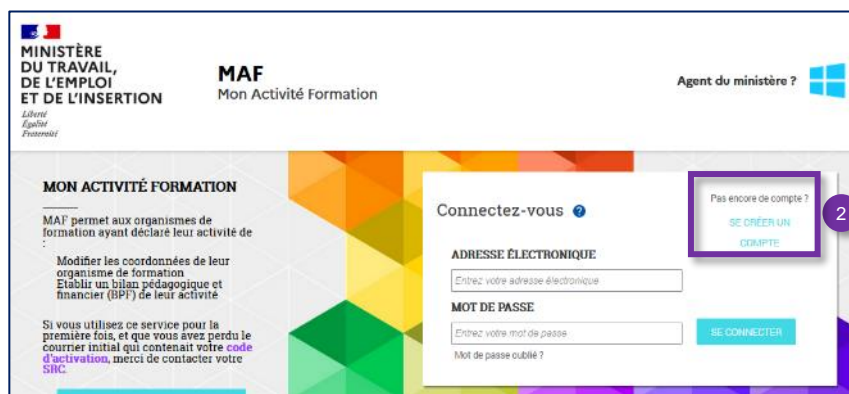 MINISTÈRE
DU TRAVAIL,
DE L'EMPLOI
ET DE L'INSERTION
Liberté
Égalité
Fraternité
MAF
Mon Activité Formation
Agent du ministère ?
MON ACTIVITÉ FORMATION
MAF permet aux organismes de
formation ayant déclaré leur activité de
:
Modifier les coordonnées de leur
organisme de formation
Etablir un bilan pédagogique et
financier (BPF) de leur activité
Si vous utilisez ce service pour la
première fois, et que vous avez perdu le
courrier initial qui contenait votre code
d'activation, merci de contacter votre
SRC.
Connectez-vous ?
Pas encore de compte ?
SE CRÉER UN
COMPTE
2
ADRESSE ÉLECTRONIQUE
Entrez votre adresse électronique
MOT DE PASSE
Entrez votre mot de passe
SE CONNECTER
Mot de passe oublié ?